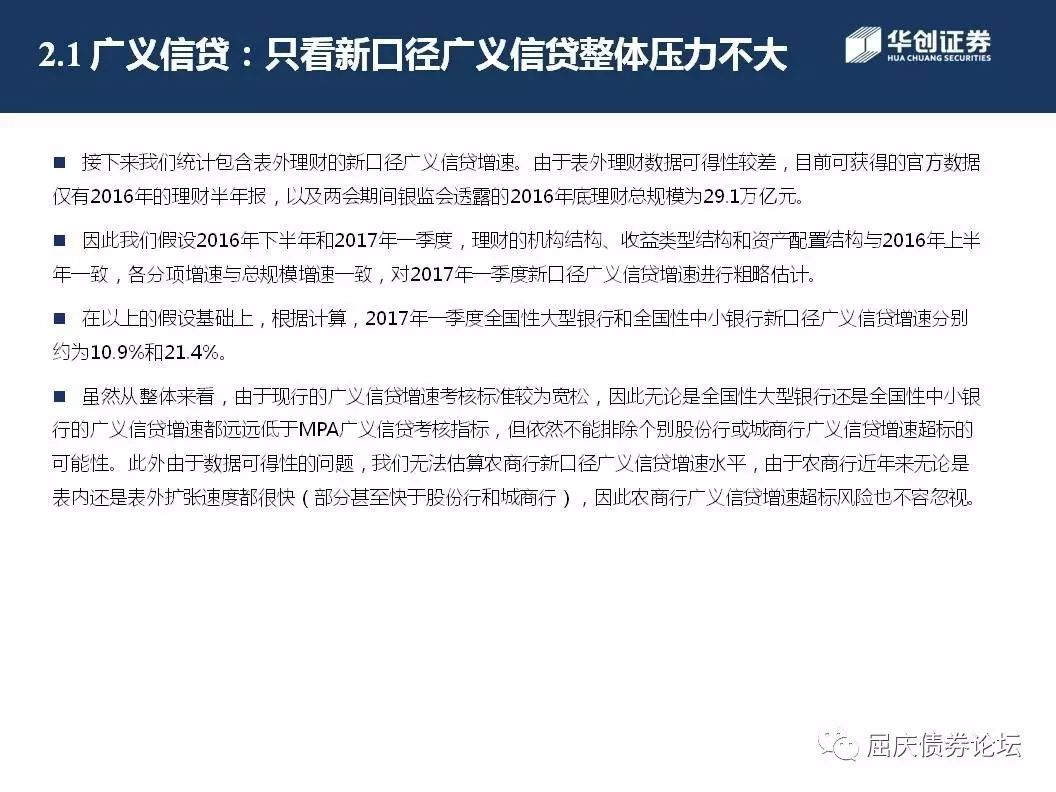 2.1 广义信贷：只看新口径广义信贷整体压力不大
华创证券
HUA CHUANG SECURITIES
■ 接下来我们统计包含表外理财的新口径广义信贷增速。由于表外理财数据可得性较差，目前可获得的官方数据
仅有2016年的理财半年报，以及两会期间银监会透露的2016年底理财总规模为29.1万亿元。
■ 因此我们假设2016年下半年和2017年一季度，理财的机构结构、收益类型结构和资产配置结构与2016年上半
年一致，各分项增速与总规模增速一致，对2017年一季度新口径广义信贷增速进行粗略估计。
■ 在以上的假设基础上，根据计算，2017年一季度全国性大型银行和全国性中小银行新口径广义信贷增速分别
约为10.9%和21.4%。
■ 虽然从整体来看，由于现行的广义信贷增速考核标准较为宽松，因此无论是全国性大型银行还是全国性中小银
行的广义信贷增速都远远低于MPA广义信贷考核指标，但依然不能排除个别股份行或城商行广义信贷增速超标的
可能性。此外由于数据可得性的问题，我们无法估算农商行新口径广义信贷增速水平，由于农商行近年来无论是
表内还是表外扩张速度都很快（部分甚至快于股份行和城商行），因此农商行广义信贷增速超标风险也不容忽视。
屈庆债券论坛